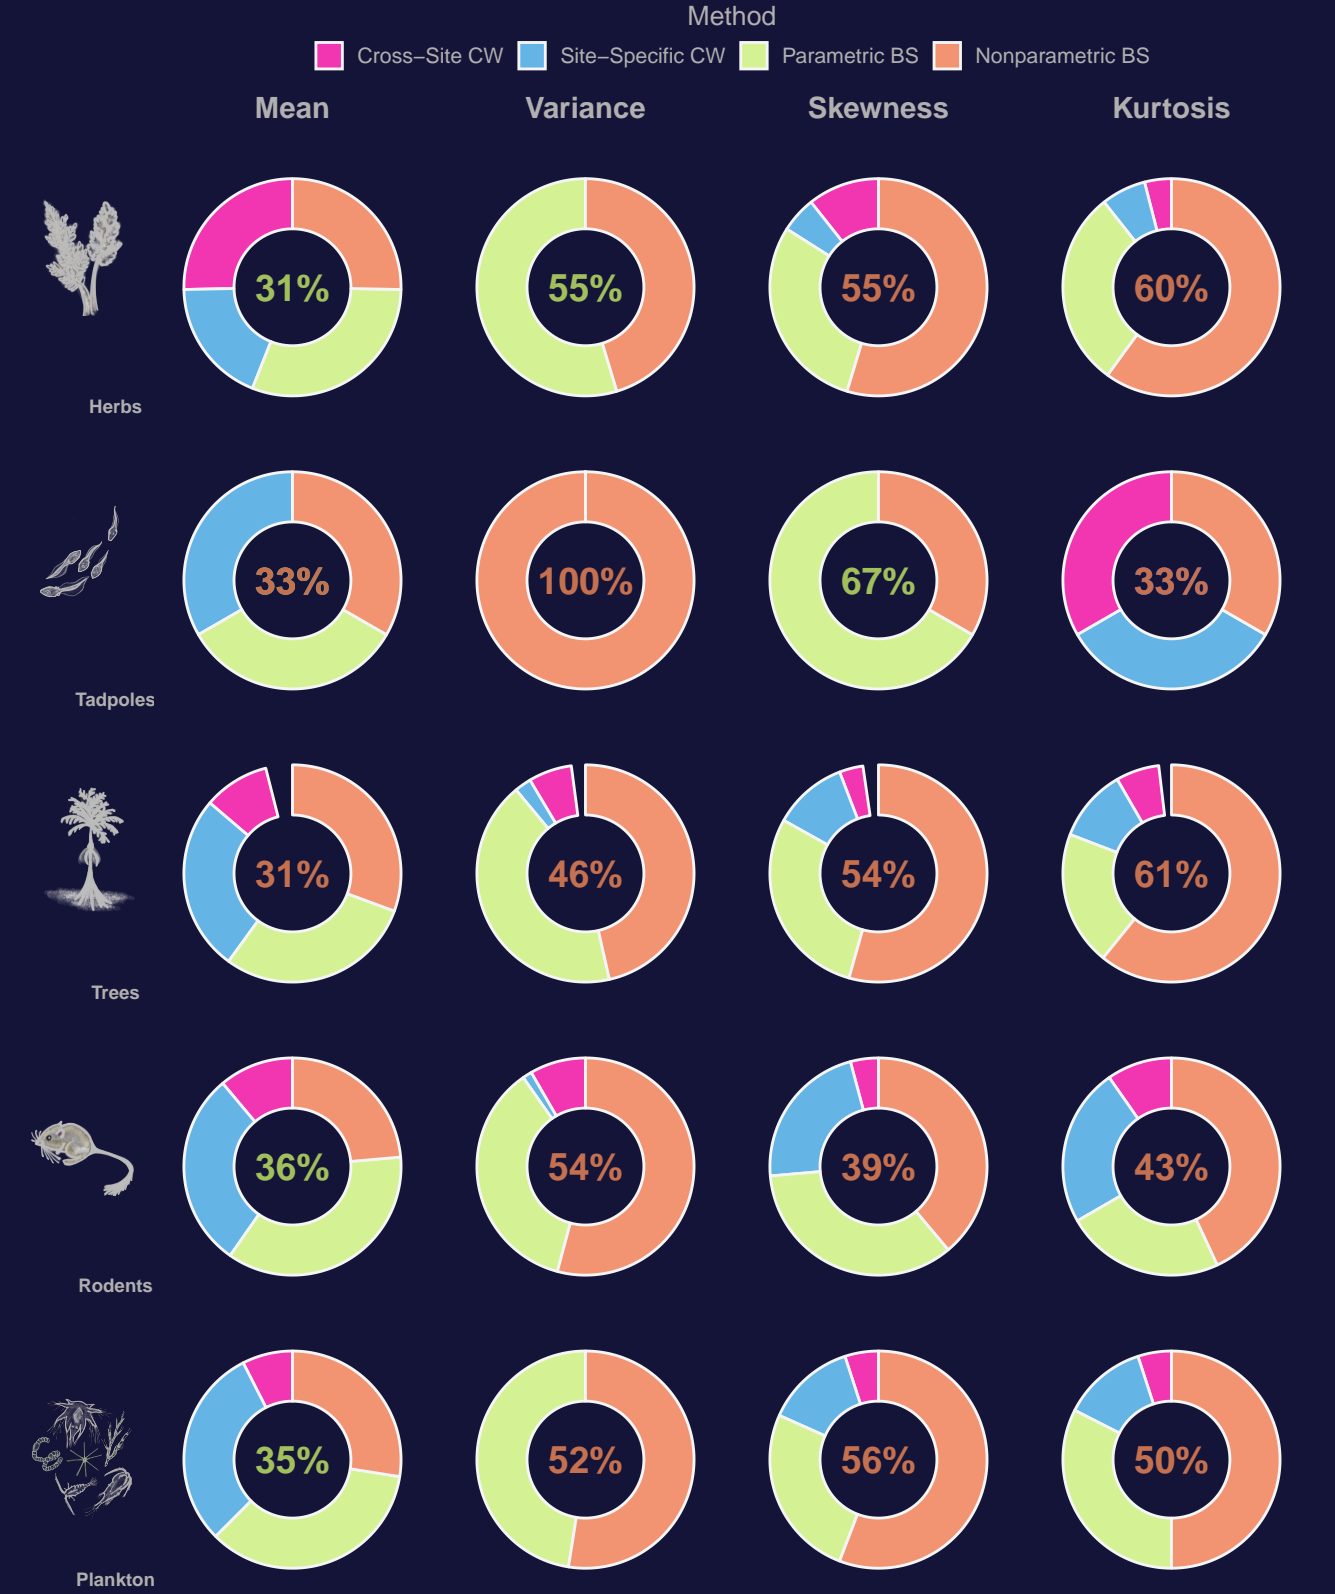 Method
Cross−Site CW Site−Specific CW Parametric BS Nonparametric BS
Mean Variance Skewness Kurtosis
31% 55% 55% 60%
Herbs
33% 100% 67% 33%
Tadpoles
31% 46% 54% 61%
Trees
36% 54% 39% 43%
Rodents
35% 52% 56% 50%
Plankton